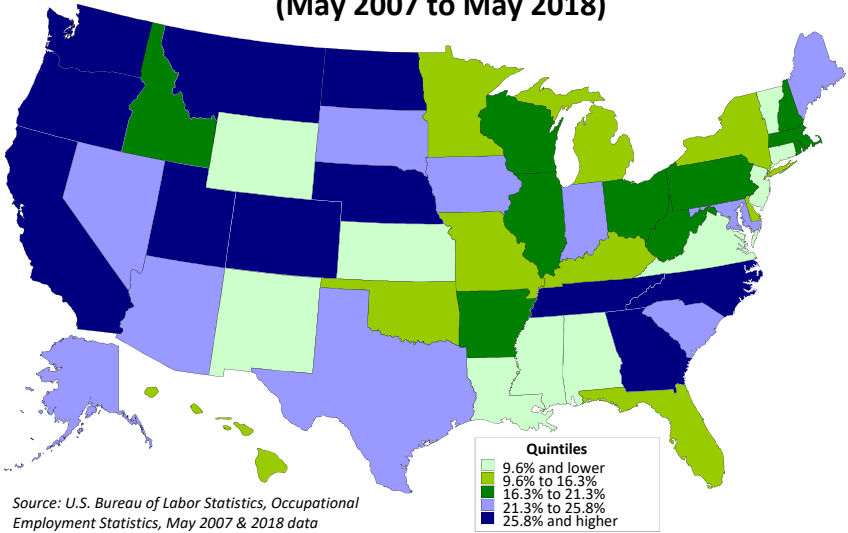 (May 2007 to May 2018)
Quintiles
9.6% and lower
9.6% to 16.3%
16.3% to 21.3%
21.3% to 25.8%
25.8% and higher
Source: U.S. Bureau of Labor Statistics, Occupational
Employment Statistics, May 2007 & 2018 data